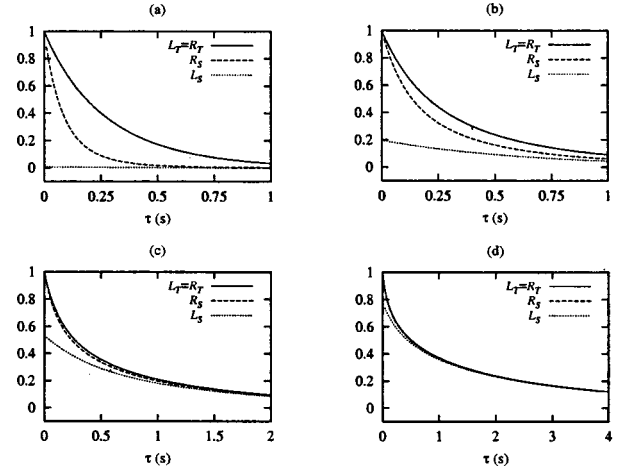 (a)
1
0.8
0.6
0.4
0.2
0
L_T=R_T
R_S
L_S
0 0.25 0.5 0.75 1
τ (s)
(b)
1
0.8
0.6
0.4
0.2
0
L_T=R_T
R_S
L_S
0 0.25 0.5 0.75 1
τ (s)
(c)
1
0.8
0.6
0.4
0.2
0
L_T=R_T
R_S
L_S
0 0.5 1 1.5 2
τ (s)
(d)
1
0.8
0.6
0.4
0.2
0
L_T=R_T
R_S
L_S
0 1 2 3 4
τ (s)